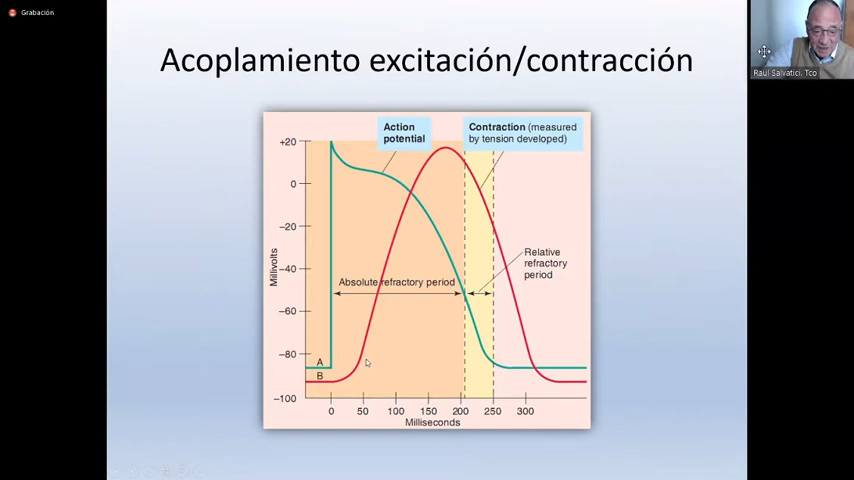 Grabación
Acoplamiento excitación/contracción
Raul Salvatici, Tco
Action
potential
Contraction (measured
by tension developed)
+20
0
−20
−40
−60
−80
−100
Millivolts
Absolute refractory period
Relative
refractory
period
A
B
0 50 100 150 200 250 300
Milliseconds